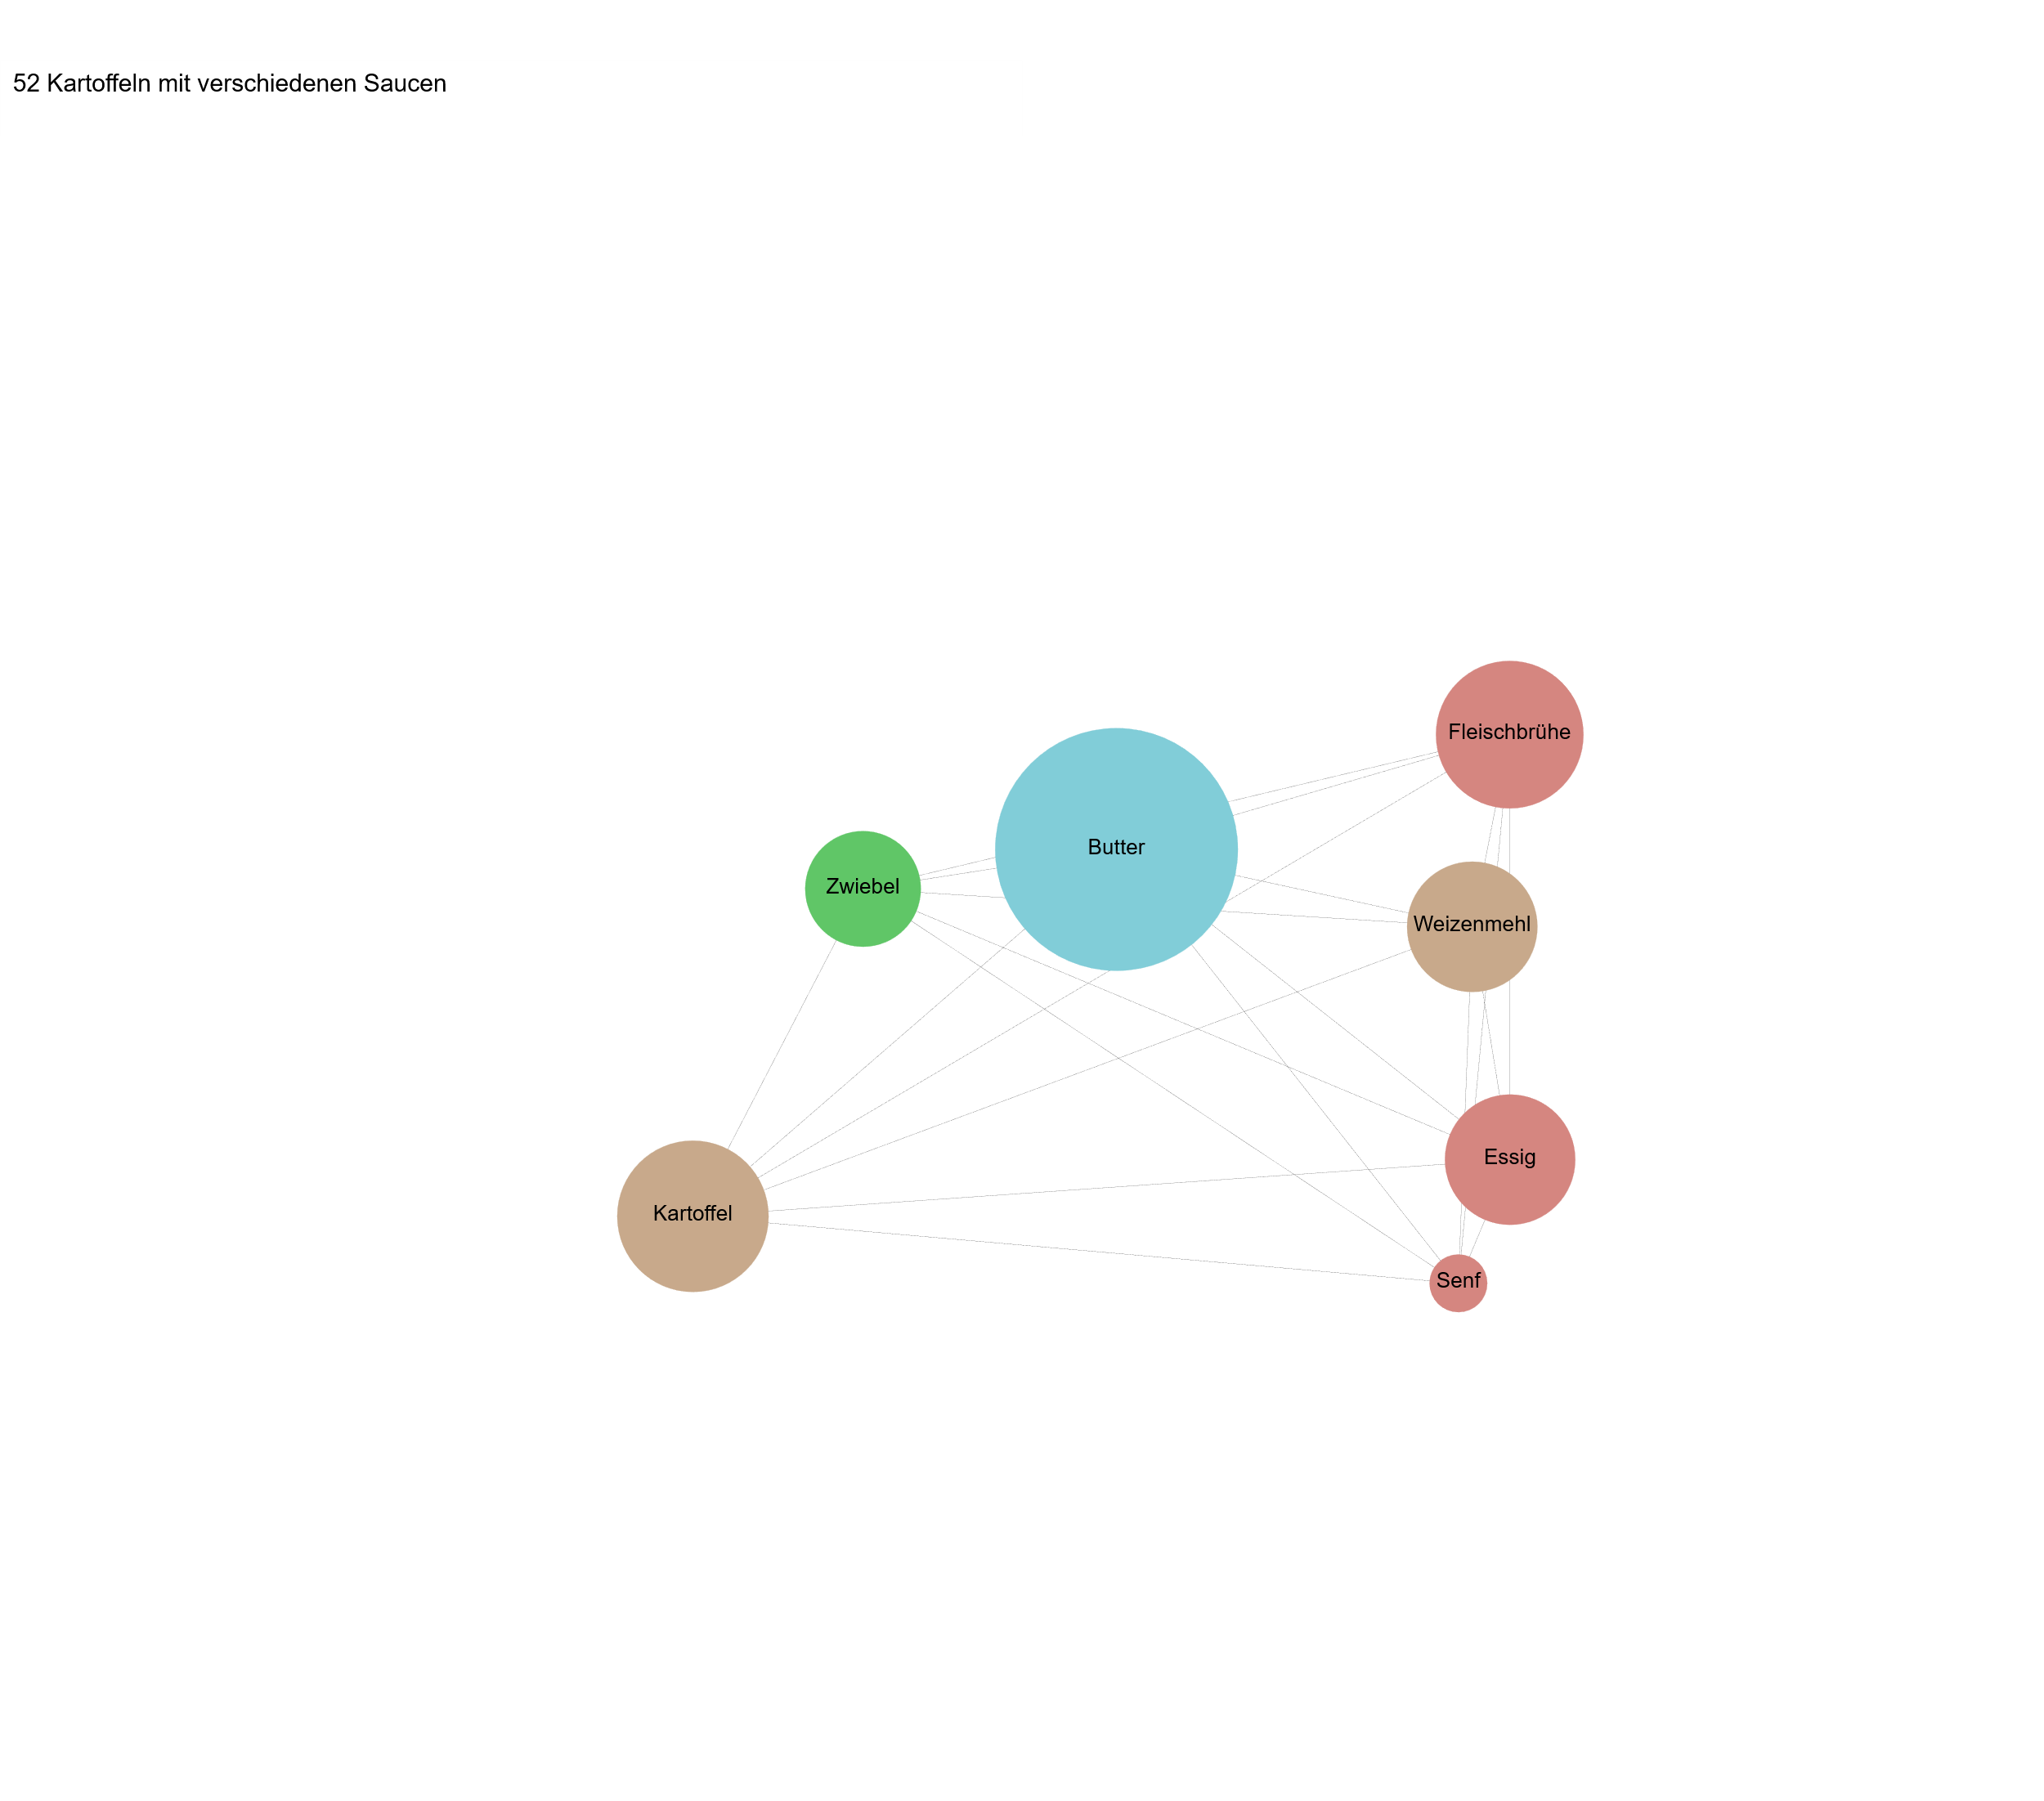 52 Kartoffeln mit verschiedenen Saucen
Fleischbrühe
Butter
Zwiebel
Weizenmehl
Essig
Kartoffel
Senf